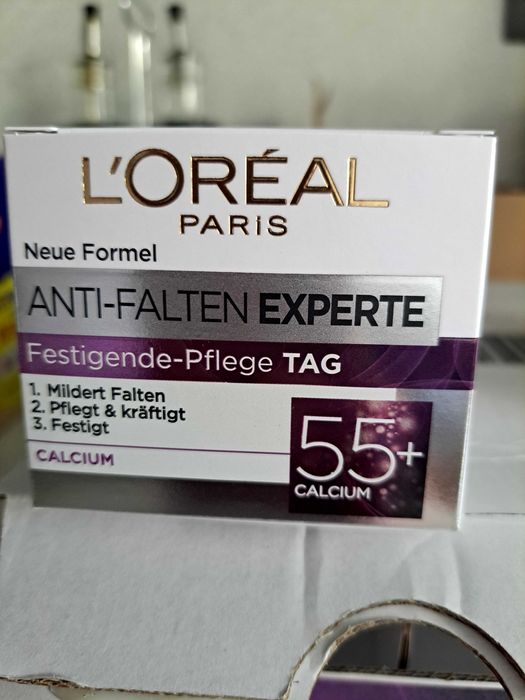 L'ORÉAL
PARIS
Neue Formel
ANTI-FALTEN EXPERTE
Festigende-Pflege TAG
1. Mildert Falten
2. Pflegt & kräftigt
3. Festigt
CALCIUM
55+
CALCIUM